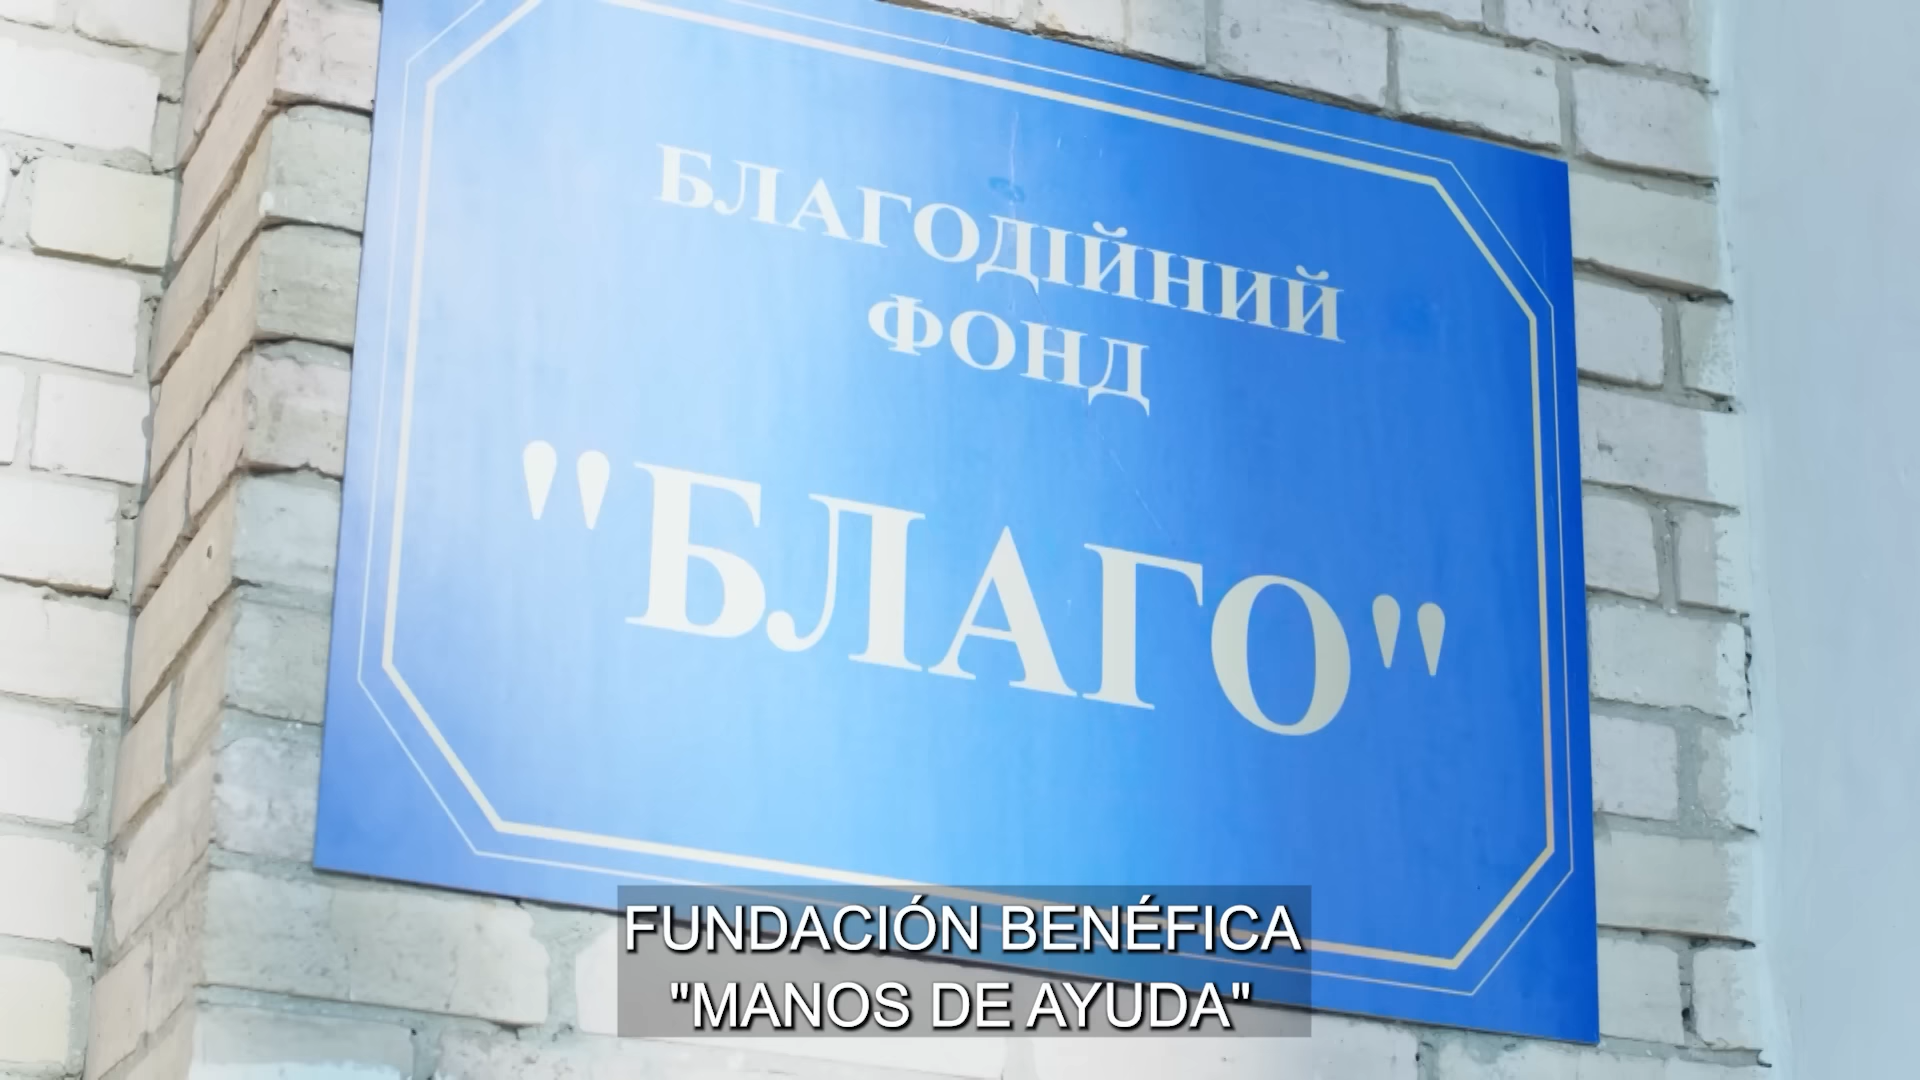 БЛАГОДІЙНИЙ
ФОНД
"БЛАГО"
FUNDACIÓN BENÉFICA
"MANOS DE AYUDA"